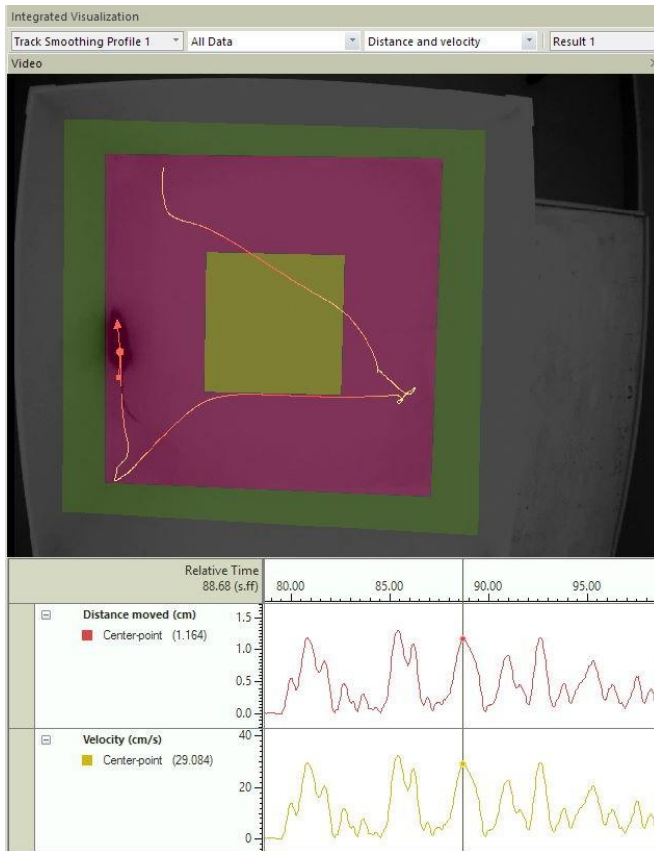 Integrated Visualization
Track Smoothing Profile 1 All Data Distance and velocity Result 1
Video
Relative Time
88.68 (s.ff) 80.00 85.00 90.00 95.00
Distance moved (cm)
Center-point (1.164)
1.5
1.0
0.5
0.0
Velocity (cm/s)
Center-point (29.084)
40
20
0